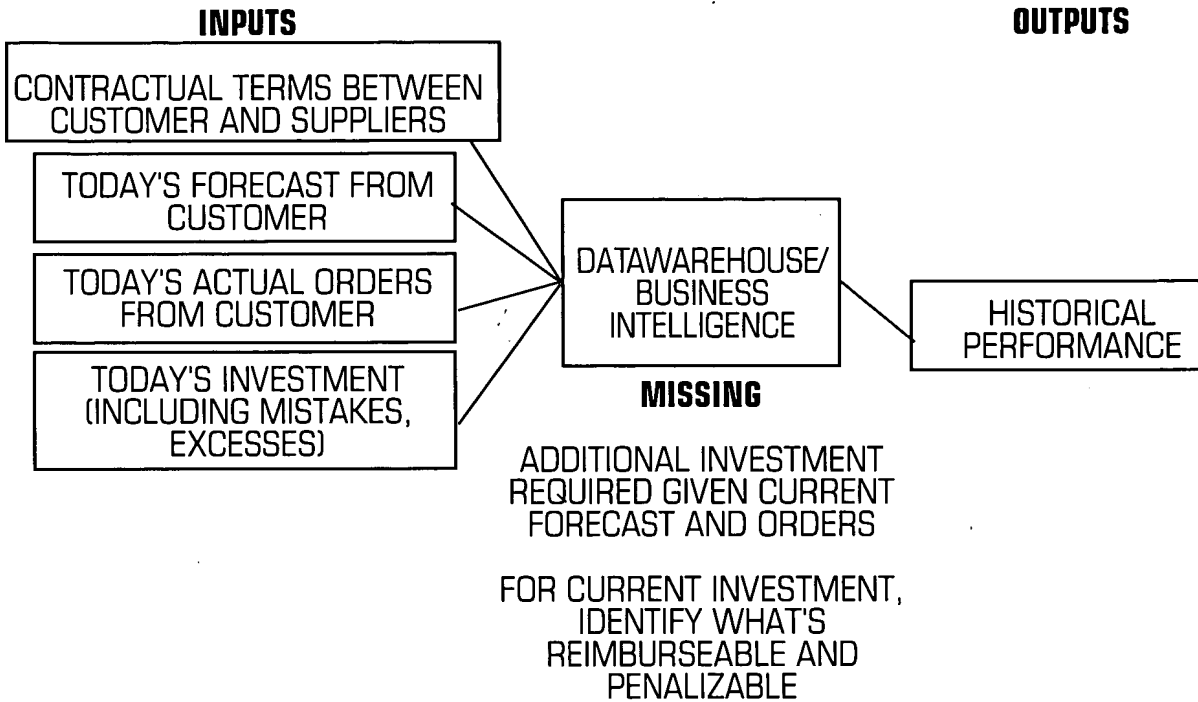 INPUTS
OUTPUTS
CONTRACTUAL TERMS BETWEEN
CUSTOMER AND SUPPLIERS
TODAY'S FORECAST FROM
CUSTOMER
TODAY'S ACTUAL ORDERS
FROM CUSTOMER
TODAY'S INVESTMENT
(INCLUDING MISTAKES,
EXCESSES)
DATAWAREHOUSE/
BUSINESS
INTELLIGENCE
HISTORICAL
PERFORMANCE
MISSING
ADDITIONAL INVESTMENT
REQUIRED GIVEN CURRENT
FORECAST AND ORDERS
FOR CURRENT INVESTMENT,
IDENTIFY WHAT'S
REIMBURSEABLE AND
PENALIZABLE